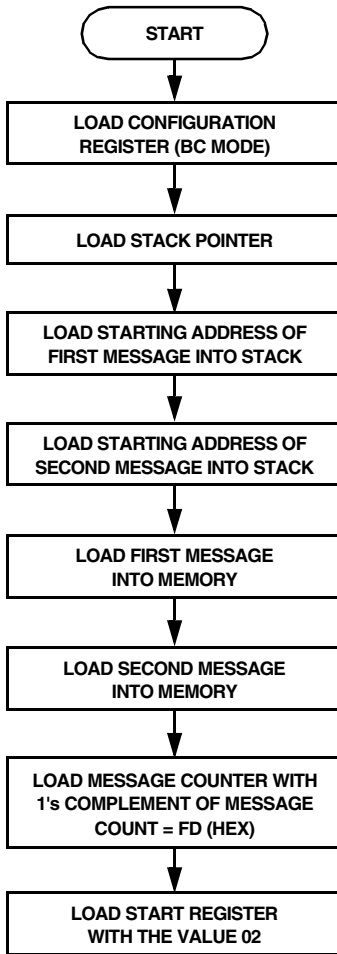 START
LOAD CONFIGURATION
REGISTER (BC MODE)
LOAD STACK POINTER
LOAD STARTING ADDRESS OF
FIRST MESSAGE INTO STACK
LOAD STARTING ADDRESS OF
SECOND MESSAGE INTO STACK
LOAD FIRST MESSAGE
INTO MEMORY
LOAD SECOND MESSAGE
INTO MEMORY
LOAD MESSAGE COUNTER WITH
1's COMPLEMENT OF MESSAGE
COUNT = FD (HEX)
LOAD START REGISTER
WITH THE VALUE 02